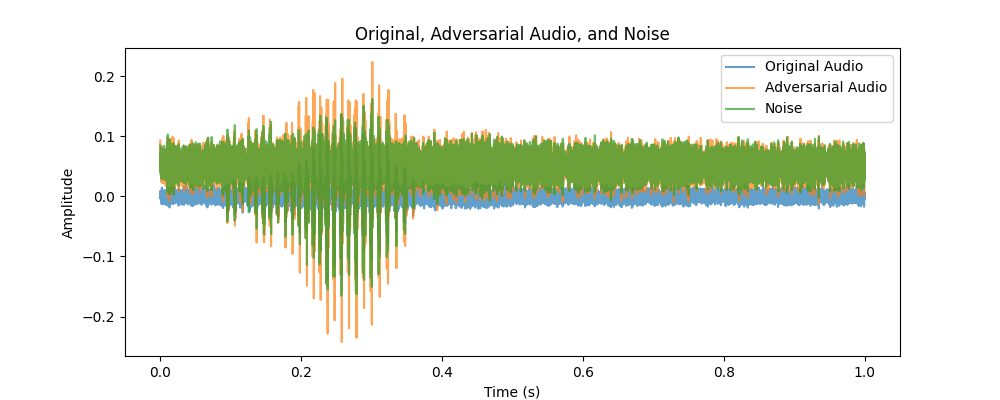 Original, Adversarial Audio, and Noise
Original Audio
Adversarial Audio
Noise
Amplitude
0.2
0.1
0.0
−0.1
−0.2
0.0 0.2 0.4 0.6 0.8 1.0
Time (s)